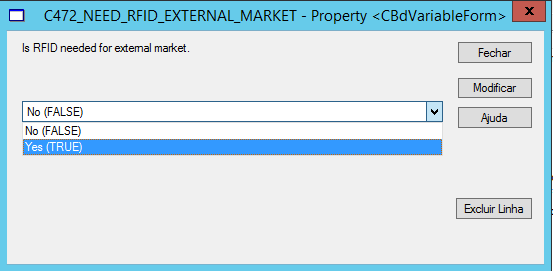 C472_NEED_RFID_EXTERNAL_MARKET - Property <CBdVariableForm>
x
Is RFID needed for external market.
Fechar
Modificar
No (FALSE)
Ajuda
No (FALSE)
Yes (TRUE)
Excluir Linha